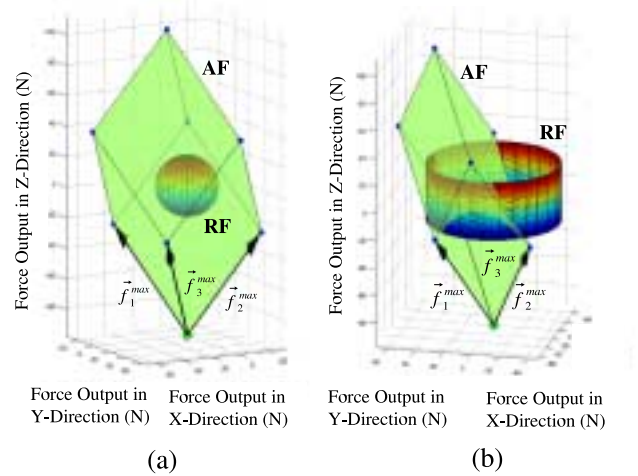 AF
RF
Force Output in Z-Direction (N)
f⃗₁ᵐᵃˣ
f⃗₃ᵐᵃˣ
f⃗₂ᵐᵃˣ
Force Output in
Y-Direction (N)
Force Output in
X-Direction (N)
(a)
AF
RF
Force Output in Z-Direction (N)
f⃗₁ᵐᵃˣ
f⃗₃ᵐᵃˣ
f⃗₂ᵐᵃˣ
Force Output in
Y-Direction (N)
Force Output in
X-Direction (N)
(b)